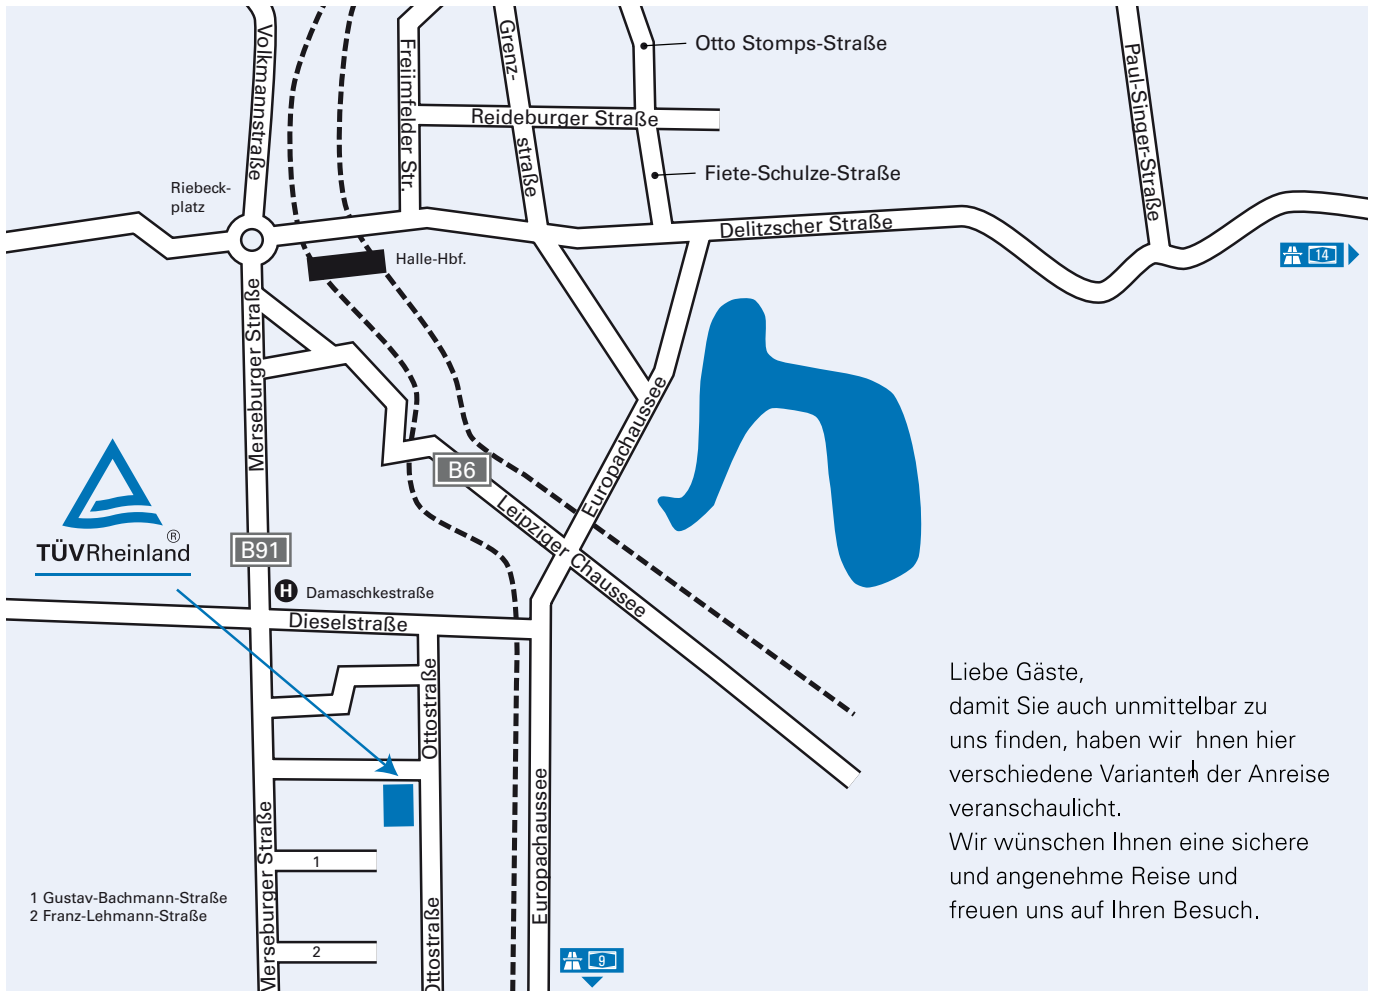 Volkmannstraße
Freiimfelder Str.
Grenz-
straße
Otto Stomps-Straße
Paul-Singer-Straße
Reideburger Straße
Fiete-Schulze-Straße
Riebeck-
platz
Delitzscher Straße
14
Halle-Hbf.
Merseburger Straße
Europachaussee
B6
Leipziger Chaussee
TÜVRheinland
®
B91
H
Damaschkestraße
Dieselstraße
Ottostraße
Liebe Gäste,
damit Sie auch unmittelbar zu
uns finden, haben wir hnen hier
verschiedene Varianten der Anreise
veranschaulicht.
Wir wünschen Ihnen eine sichere
und angenehme Reise und
freuen uns auf Ihren Besuch.
Merseburger Straße
Europachaussee
1
1 Gustav-Bachmann-Straße
2 Franz-Lehmann-Straße
Ottostraße
2
Merseburger Straße
9